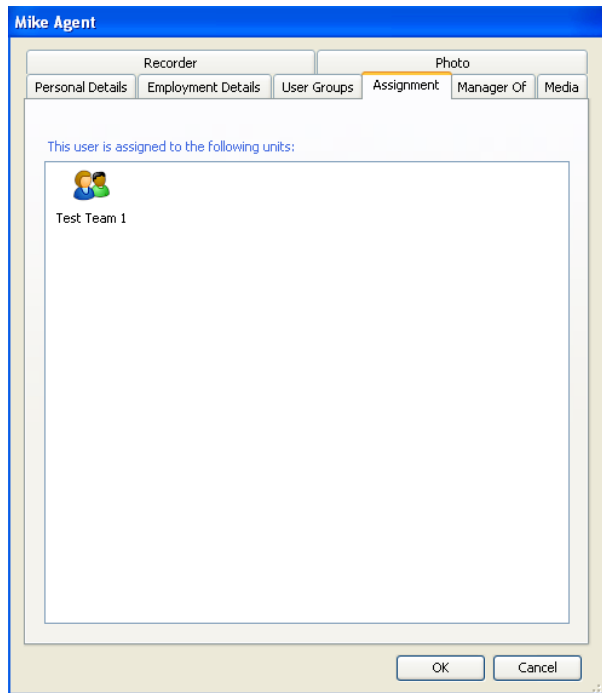 Mike Agent
Recorder Photo
Personal Details Employment Details User Groups Assignment Manager Of Media
This user is assigned to the following units:
Test Team 1
OK Cancel